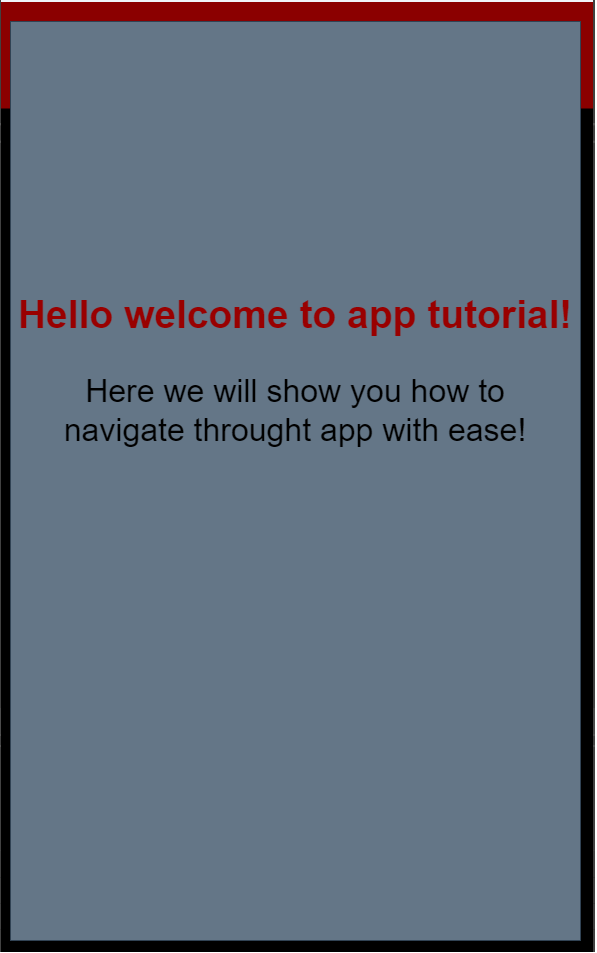 Hello welcome to app tutorial!
Here we will show you how to
navigate throught app with ease!